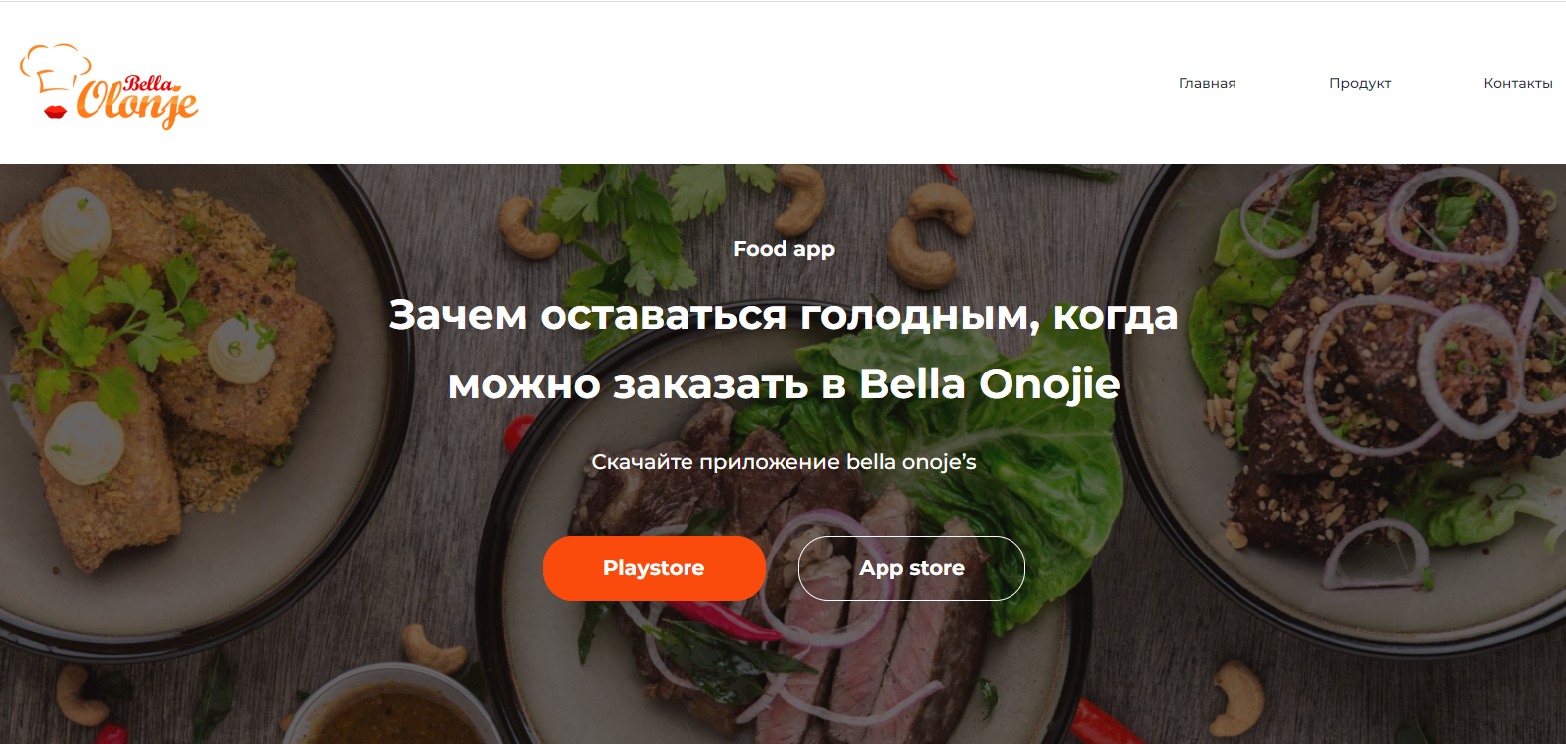 Bella
Olonje
Главная
Продукт
Контакты
Food app
Зачем оставаться голодным, когда
можно заказать в Bella Onojie
Скачайте приложение bella onoje’s
Playstore
App store